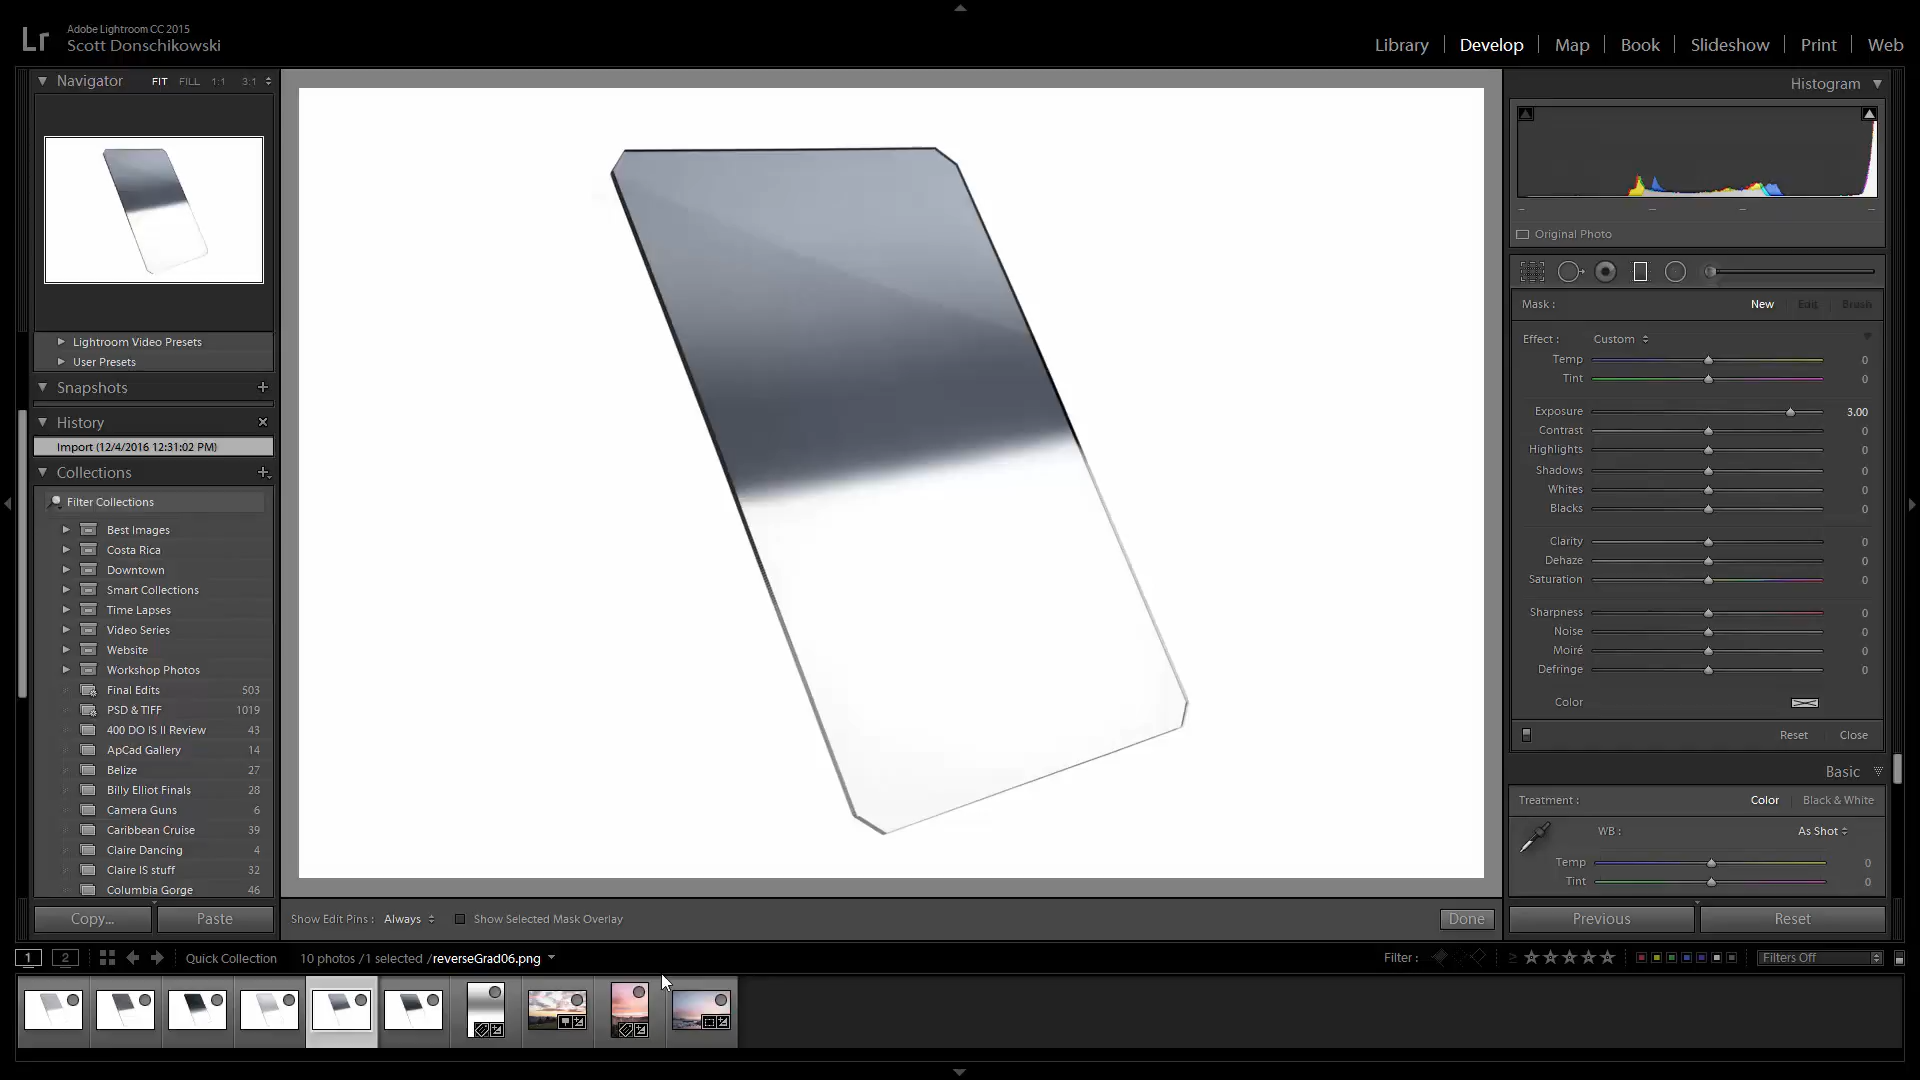 Lr
Adobe Lightroom CC 2015
Scott Donschikowski
Library
Develop
Map
Book
Slideshow
Print
Web
Navigator
FIT
FILL
1:1
3:1
Lightroom Video Presets
User Presets
Snapshots
History
Import (12/4/2016 12:31:02 PM)
Collections
Filter Collections
Best Images
Costa Rica
Downtown
Smart Collections
Time Lapses
Video Series
Website
Workshop Photos
Final Edits 503
PSD & TIFF 1019
400 DO IS II Review 43
ApCad Gallery 14
Belize 27
Billy Elliot Finals 28
Camera Guns 6
Caribbean Cruise 39
Claire Dancing 4
Claire IS stuff 32
Columbia Gorge 46
Copy...
Paste
Show Edit Pins : Always
Show Selected Mask Overlay
Done
Histogram
Original Photo
Mask : New Edit Brush
Effect : Custom
Temp 0
Tint 0
Exposure 3.00
Contrast 0
Highlights 0
Shadows 0
Whites 0
Blacks 0
Clarity 0
Dehaze 0
Saturation 0
Sharpness 0
Noise 0
Moiré 0
Defringe 0
Color
Reset
Close
Basic
Treatment : Color Black & White
WB : As Shot
Temp 0
Tint 0
Previous
Reset
1
2
Quick Collection
10 photos /1 selected /reverseGrad06.png
Filter :
Filters Off